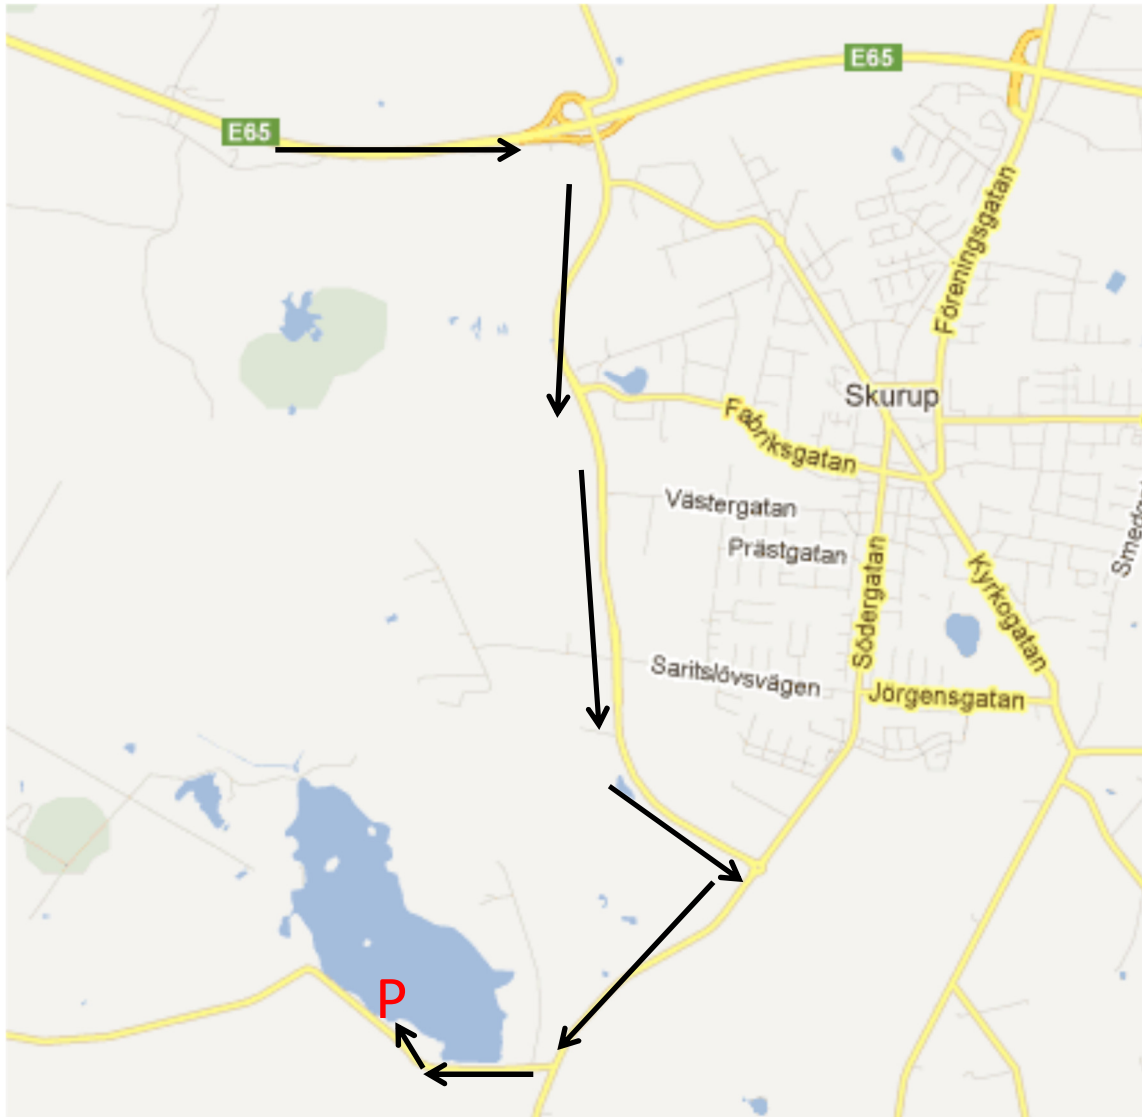 E65
E65
Föreningsgatan
Skurup
Fabriksgatan
Västergatan
Prästgatan
Södergatan
Kyrkogatan
Saritslövsvägen
Jörgensgatan
P